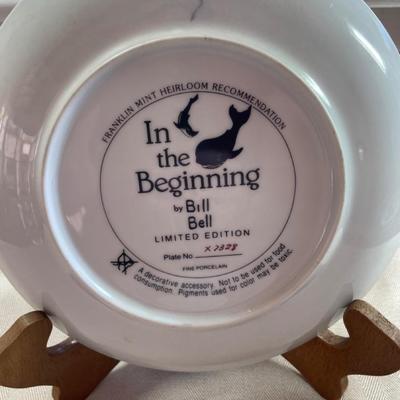 FRANKLIN MINT HEIRLOOM RECOMMENDATION
In
the
Beginning
by Bill
Bell
LIMITED EDITION
Plate No. X2328
FINE PORCELAIN
A decorative accessory. Not to be used for food
consumption. Pigments used for color may be toxic.